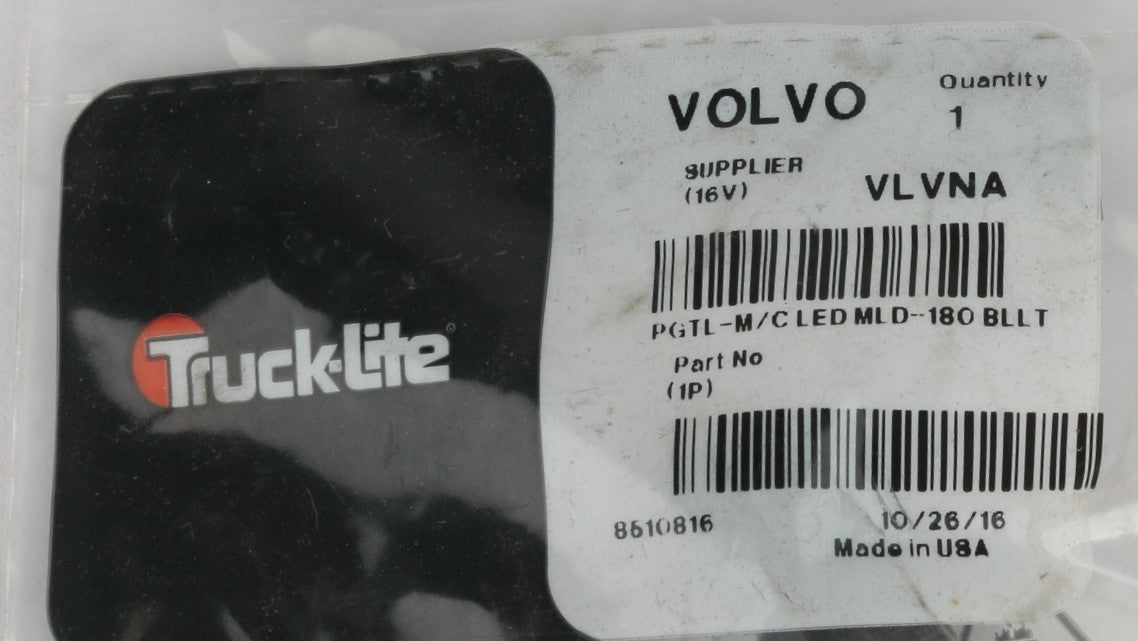 Truck-Lite®
VOLVO
Quantity
1
SUPPLIER
(16V)
VLVNA
PGTL-M/C LED MLD--180 BLLT
Part No
(1P)
8510816
10/26/16
Made in USA